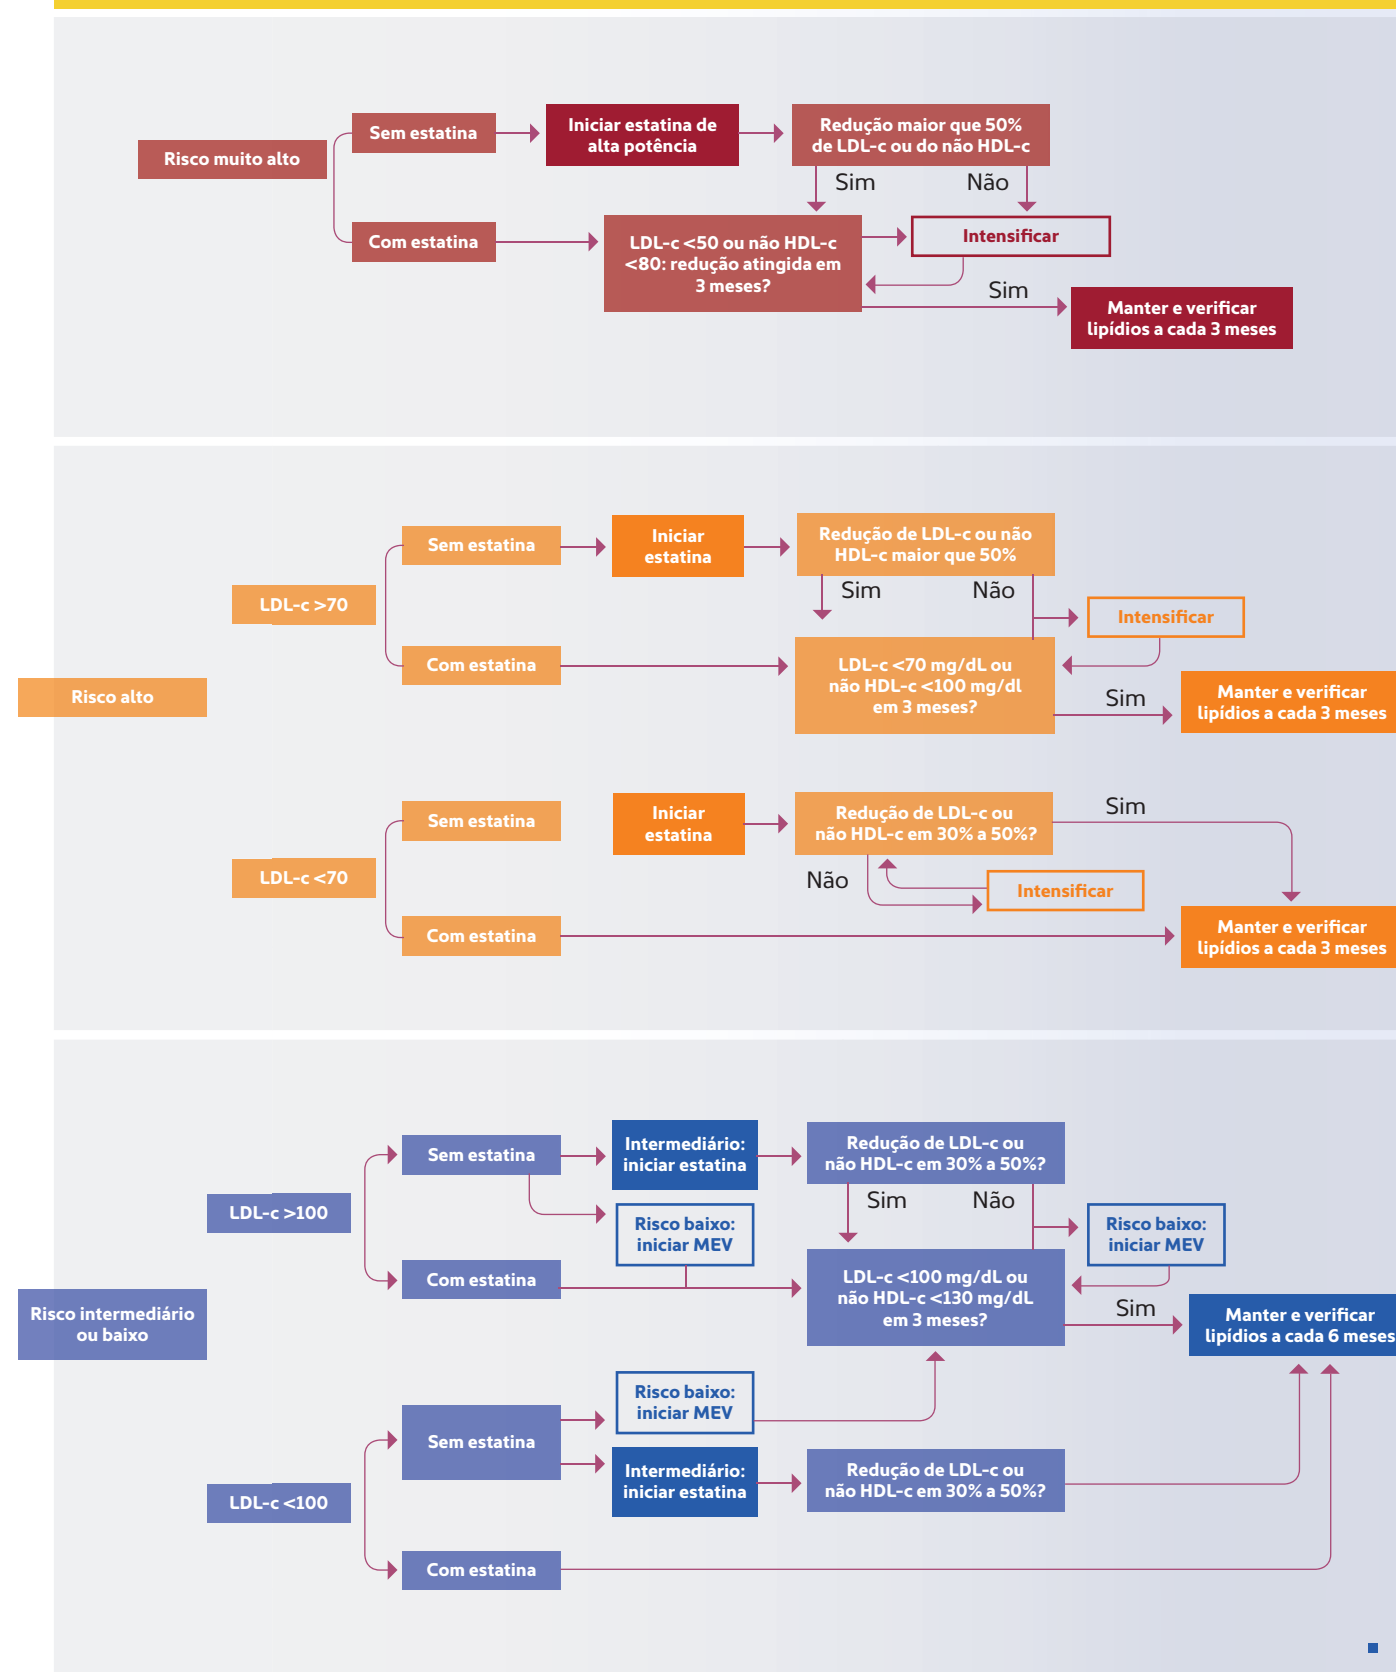 Risco muito alto
Sem estatina
Iniciar estatina de
alta potência
Redução maior que 50%
de LDL-c ou do não HDL-c
Sim
Não
Com estatina
LDL-c <50 ou não HDL-c
<80: redução atingida em
3 meses?
Intensificar
Sim
Manter e verificar
lipídios a cada 3 meses
Risco alto
LDL-c >70
Sem estatina
Iniciar
estatina
Redução de LDL-c ou não
HDL-c maior que 50%
Sim
Não
Intensificar
Com estatina
LDL-c <70 mg/dL ou
não HDL-c <100 mg/dl
em 3 meses?
Sim
Manter e verificar
lipídios a cada 3 meses
LDL-c <70
Sem estatina
Iniciar
estatina
Redução de LDL-c ou
não HDL-c em 30% a 50%?
Sim
Não
Intensificar
Com estatina
Manter e verificar
lipídios a cada 3 meses
Risco intermediário
ou baixo
LDL-c >100
Sem estatina
Intermediário:
iniciar estatina
Redução de LDL-c ou
não HDL-c em 30% a 50%?
Sim
Não
Risco baixo:
iniciar MEV
Risco baixo:
iniciar MEV
Com estatina
LDL-c <100 mg/dL ou
não HDL-c <130 mg/dL
em 3 meses?
Sim
Manter e verificar
lipídios a cada 6 meses
LDL-c <100
Sem estatina
Risco baixo:
iniciar MEV
Intermediário:
iniciar estatina
Redução de LDL-c ou
não HDL-c em 30% a 50%?
Com estatina